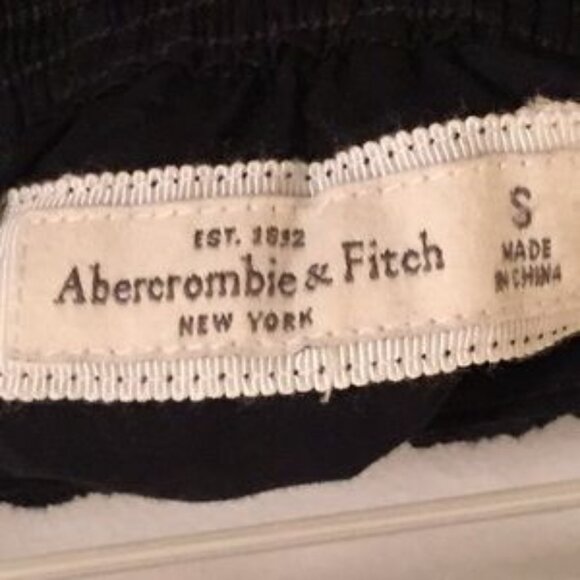 EST. 1892
Abercrombie & Fitch
NEW YORK
S
MADE
IN CHINA